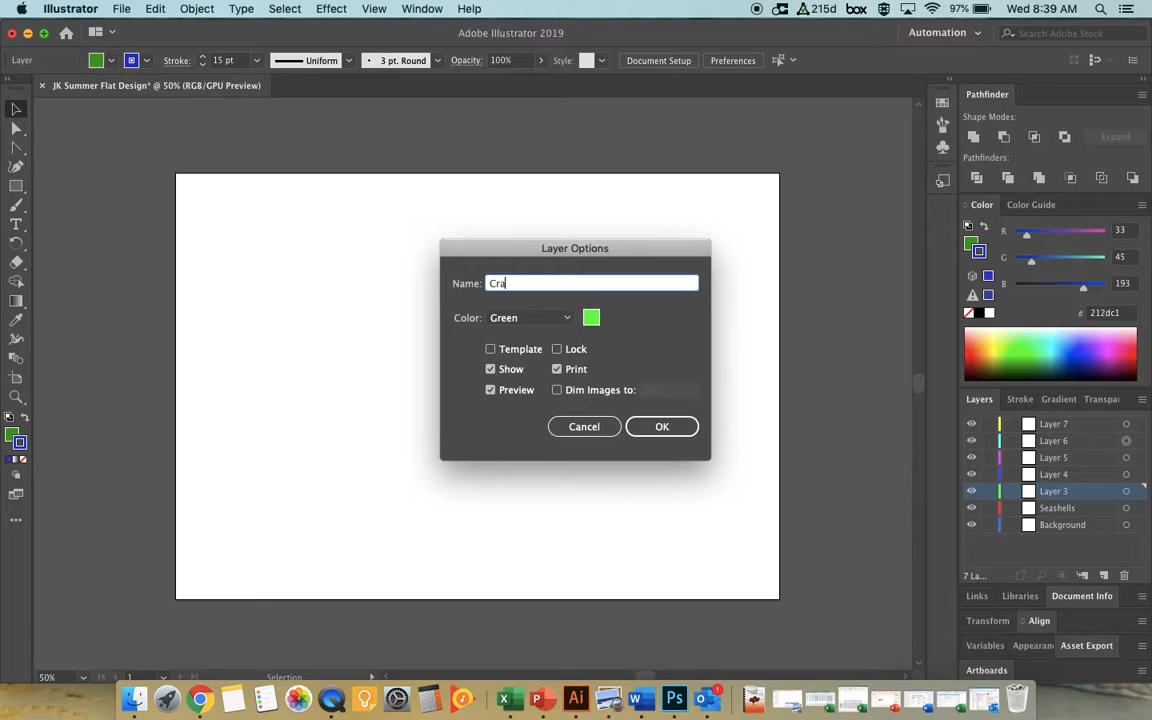 Illustrator File Edit Object Type Select Effect View Window Help 215d box 97% Wed 8:39 AM
Adobe Illustrator 2019 Automation Search Adobe Stock
Layer Stroke: 15 pt Uniform 3 pt. Round Opacity: 100% Style: Document Setup Preferences
× JK Summer Flat Design* @ 50% (RGB/GPU Preview)
Pathfinder
Shape Modes:
Expand
Pathfinders:
Color Color Guide
R 33
G 45
B 193
# 212dc1
Layer Options
Name: Cra
Color: Green
Template Lock
Show Print
Preview Dim Images to:
Cancel OK
Layers Stroke Gradient Transpa
Layer 7
Layer 6
Layer 5
Layer 4
Layer 3
Seashells
Background
7 La...
Links Libraries Document Info
Transform Align
Variables Appearan Asset Export
Artboards
50% 1 Selection